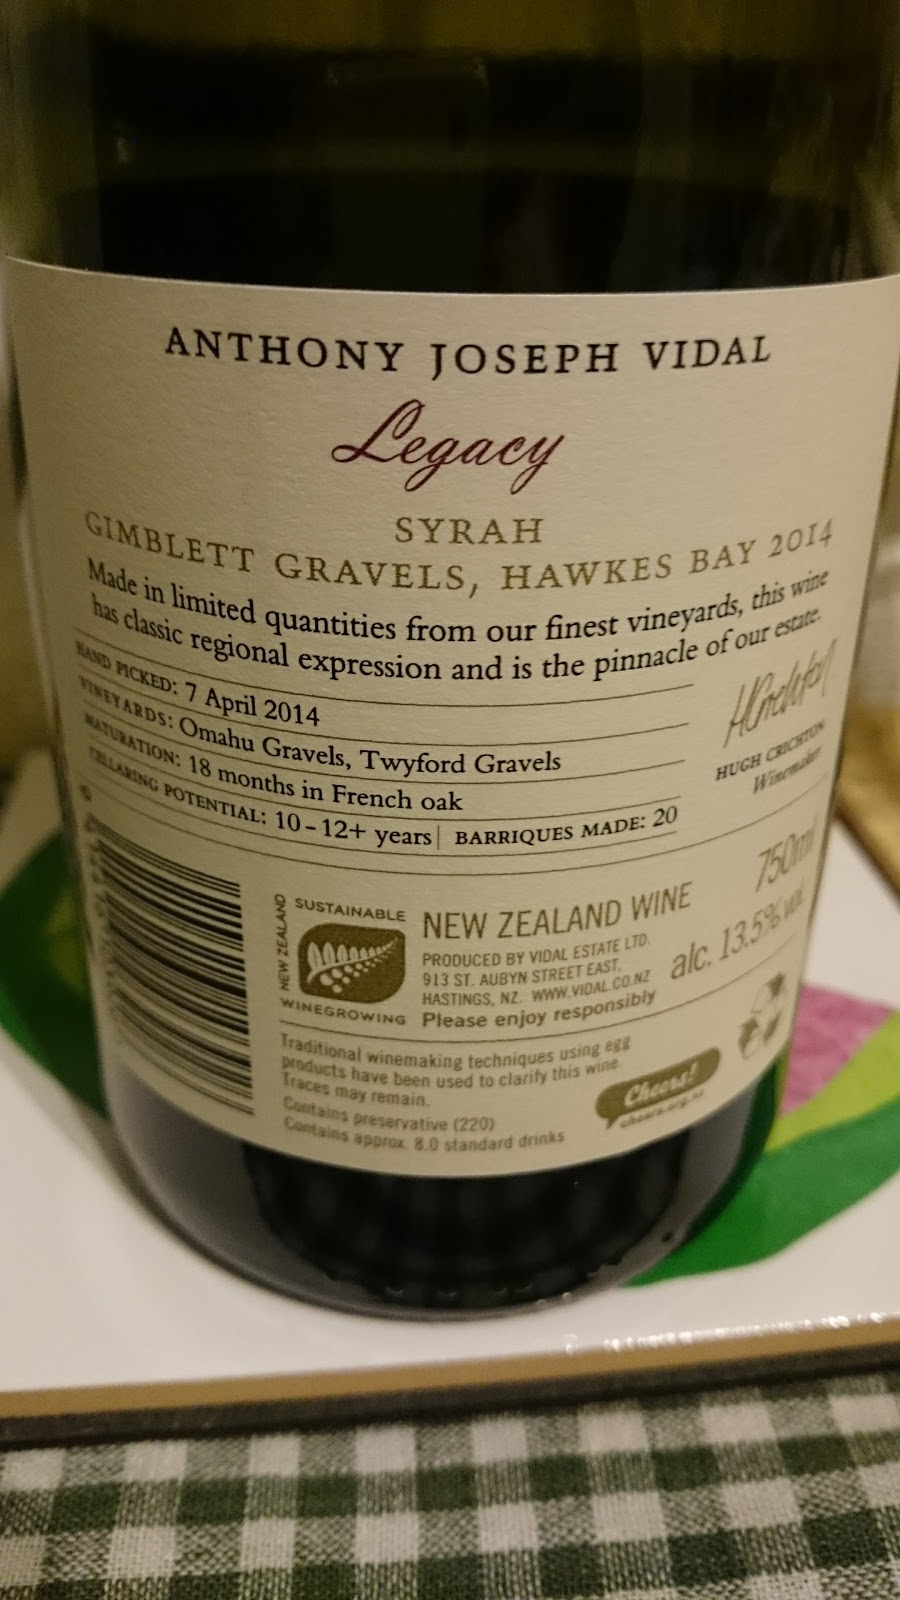 ANTHONY JOSEPH VIDAL
Legacy
SYRAH
GIMBLETT GRAVELS, HAWKES BAY 2014
Made in limited quantities from our finest vineyards, this wine
has classic regional expression and is the pinnacle of our estate.
HAND PICKED: 7 April 2014
VINEYARDS: Omahu Gravels, Twyford Gravels
MATURATION: 18 months in French oak
CELLARING POTENTIAL: 10-12+ years | BARRIQUES MADE: 20
HUGH CRICHTON
Winemaker
750ml
alc. 13.5% vol
SUSTAINABLE
NEW ZEALAND
WINEGROWING
NEW ZEALAND WINE
PRODUCED BY VIDAL ESTATE LTD.
913 ST. AUBYN STREET EAST,
HASTINGS, NZ. WWW.VIDAL.CO.NZ
Please enjoy responsibly
Traditional winemaking techniques using egg
products have been used to clarify this wine.
Traces may remain.
Contains preservative (220)
Contains approx. 8.0 standard drinks
Cheers!
cheers.org.nz